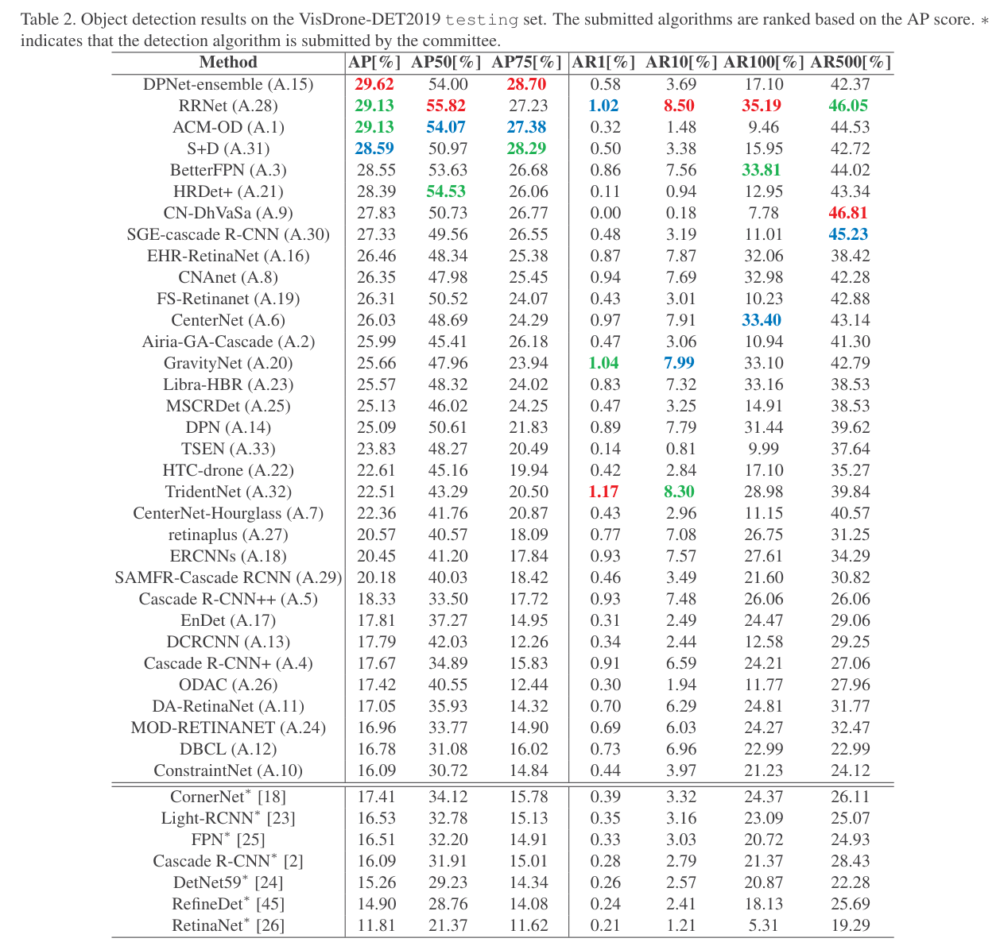 Table 2. Object detection results on the VisDrone-DET2019 testing set. The submitted algorithms are ranked based on the AP score. *
indicates that the detection algorithm is submitted by the committee.
Method AP[%] AP50[%] AP75[%] AR1[%] AR10[%] AR100[%] AR500[%]
DPNet-ensemble (A.15) 29.62 54.00 28.70 0.58 3.69 17.10 42.37
RRNet (A.28) 29.13 55.82 27.23 1.02 8.50 35.19 46.05
ACM-OD (A.1) 29.13 54.07 27.38 0.32 1.48 9.46 44.53
S+D (A.31) 28.59 50.97 28.29 0.50 3.38 15.95 42.72
BetterFPN (A.3) 28.55 53.63 26.68 0.86 7.56 33.81 44.02
HRDet+ (A.21) 28.39 54.53 26.06 0.11 0.94 12.95 43.34
CN-DhVaSa (A.9) 27.83 50.73 26.77 0.00 0.18 7.78 46.81
SGE-cascade R-CNN (A.30) 27.33 49.56 26.55 0.48 3.19 11.01 45.23
EHR-RetinaNet (A.16) 26.46 48.34 25.38 0.87 7.87 32.06 38.42
CNAnet (A.8) 26.35 47.98 25.45 0.94 7.69 32.98 42.28
FS-Retinanet (A.19) 26.31 50.52 24.07 0.43 3.01 10.23 42.88
CenterNet (A.6) 26.03 48.69 24.29 0.97 7.91 33.40 43.14
Airia-GA-Cascade (A.2) 25.99 45.41 26.18 0.47 3.06 10.94 41.30
GravityNet (A.20) 25.66 47.96 23.94 1.04 7.99 33.10 42.79
Libra-HBR (A.23) 25.57 48.32 24.02 0.83 7.32 33.16 38.53
MSCRDet (A.25) 25.13 46.02 24.25 0.47 3.25 14.91 38.53
DPN (A.14) 25.09 50.61 21.83 0.89 7.79 31.44 39.62
TSEN (A.33) 23.83 48.27 20.49 0.14 0.81 9.99 37.64
HTC-drone (A.22) 22.61 45.16 19.94 0.42 2.84 17.10 35.27
TridentNet (A.32) 22.51 43.29 20.50 1.17 8.30 28.98 39.84
CenterNet-Hourglass (A.7) 22.36 41.76 20.87 0.43 2.96 11.15 40.57
retinaplus (A.27) 20.57 40.57 18.09 0.77 7.08 26.75 31.25
ERCNNs (A.18) 20.45 41.20 17.84 0.93 7.57 27.61 34.29
SAMFR-Cascade RCNN (A.29) 20.18 40.03 18.42 0.46 3.49 21.60 30.82
Cascade R-CNN++ (A.5) 18.33 33.50 17.72 0.93 7.48 26.06 26.06
EnDet (A.17) 17.81 37.27 14.95 0.31 2.49 24.47 29.06
DCRCNN (A.13) 17.79 42.03 12.26 0.34 2.44 12.58 29.25
Cascade R-CNN+ (A.4) 17.67 34.89 15.83 0.91 6.59 24.21 27.06
ODAC (A.26) 17.42 40.55 12.44 0.30 1.94 11.77 27.96
DA-RetinaNet (A.11) 17.05 35.93 14.32 0.70 6.29 24.81 31.77
MOD-RETINANET (A.24) 16.96 33.77 14.90 0.69 6.03 24.27 32.47
DBCL (A.12) 16.78 31.08 16.02 0.73 6.96 22.99 22.99
ConstraintNet (A.10) 16.09 30.72 14.84 0.44 3.97 21.23 24.12
CornerNet* [18] 17.41 34.12 15.78 0.39 3.32 24.37 26.11
Light-RCNN* [23] 16.53 32.78 15.13 0.35 3.16 23.09 25.07
FPN* [25] 16.51 32.20 14.91 0.33 3.03 20.72 24.93
Cascade R-CNN* [2] 16.09 31.91 15.01 0.28 2.79 21.37 28.43
DetNet59* [24] 15.26 29.23 14.34 0.26 2.57 20.87 22.28
RefineDet* [45] 14.90 28.76 14.08 0.24 2.41 18.13 25.69
RetinaNet* [26] 11.81 21.37 11.62 0.21 1.21 5.31 19.29